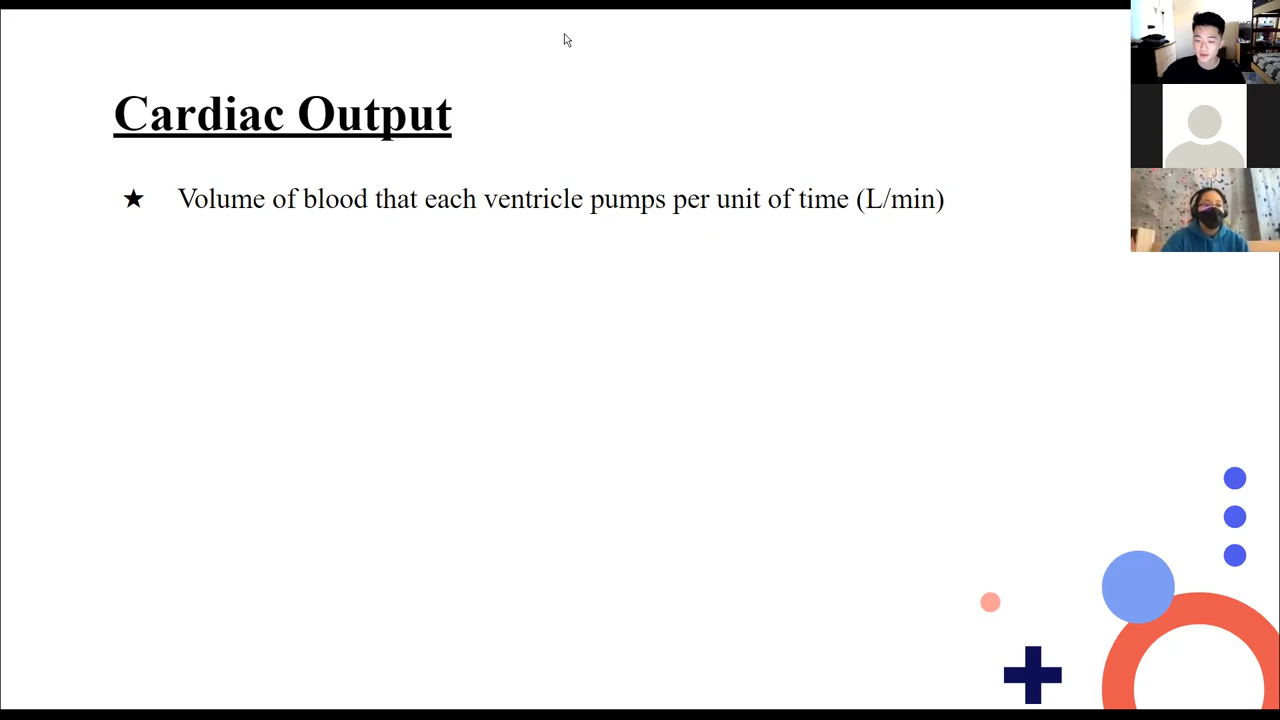 Cardiac Output
★ Volume of blood that each ventricle pumps per unit of time (L/min)